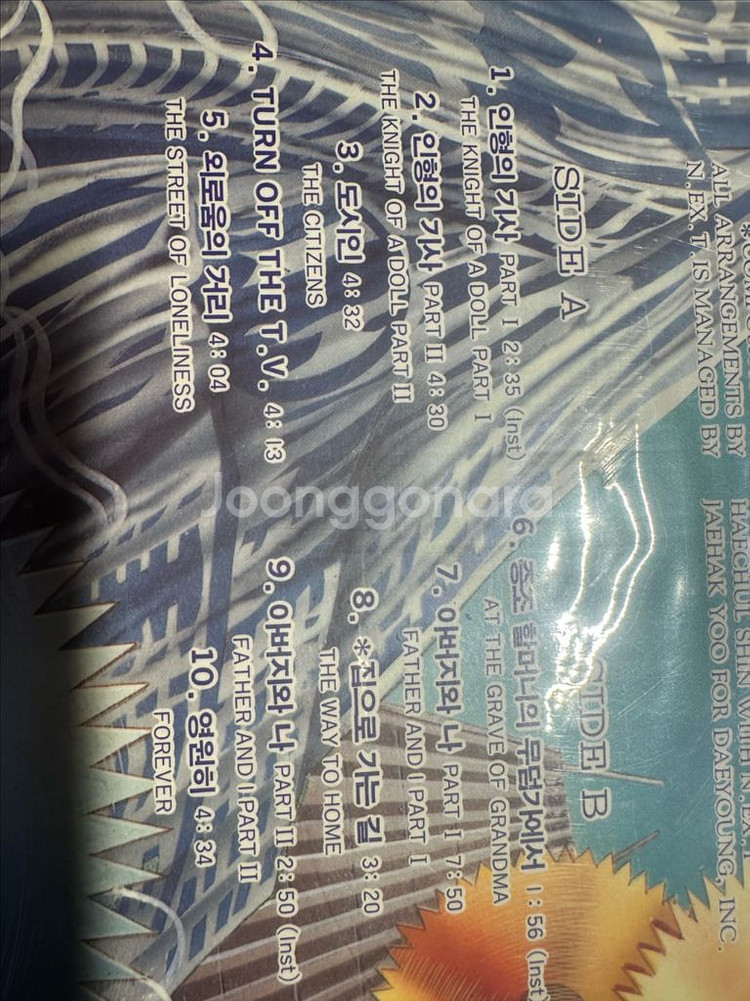 ALL ARRANGEMENTS BY HAECHUL SHIN WITH N.EX.T.
N.EX.T. IS MANAGED BY JAEHAK YOO FOR DAEYOUNG, INC.
SIDE A
1. 인형의 기사 PART I 2:35 (Inst)
THE KNIGHT OF A DOLL PART I
2. 인형의 기사 PART II 4:30
THE KNIGHT OF A DOLL PART II
3. 도시인 4:32
THE CITIZENS
4. TURN OFF THE T.V. 4:13
5. 외로움의 거리 4:04
THE STREET OF LONELINESS
SIDE B
6. 증조 할머니의 무덤가에서 1:56 (Inst)
AT THE GRAVE OF GRANDMA
7. 아버지와 나 PART I 7:50
FATHER AND I PART I
8. *집으로 가는 길 3:20
THE WAY TO HOME
9. 아버지와 나 PART II 2:50 (Inst)
FATHER AND I PART II
10. 영원히 4:34
FOREVER
Joonggonara